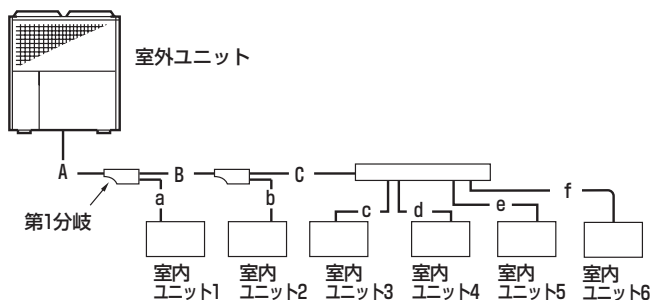 室外ユニット
A
B
C
a
b
c
d
e
f
第1分岐
室内
ユニット1
室内
ユニット2
室内
ユニット3
室内
ユニット4
室内
ユニット5
室内
ユニット6